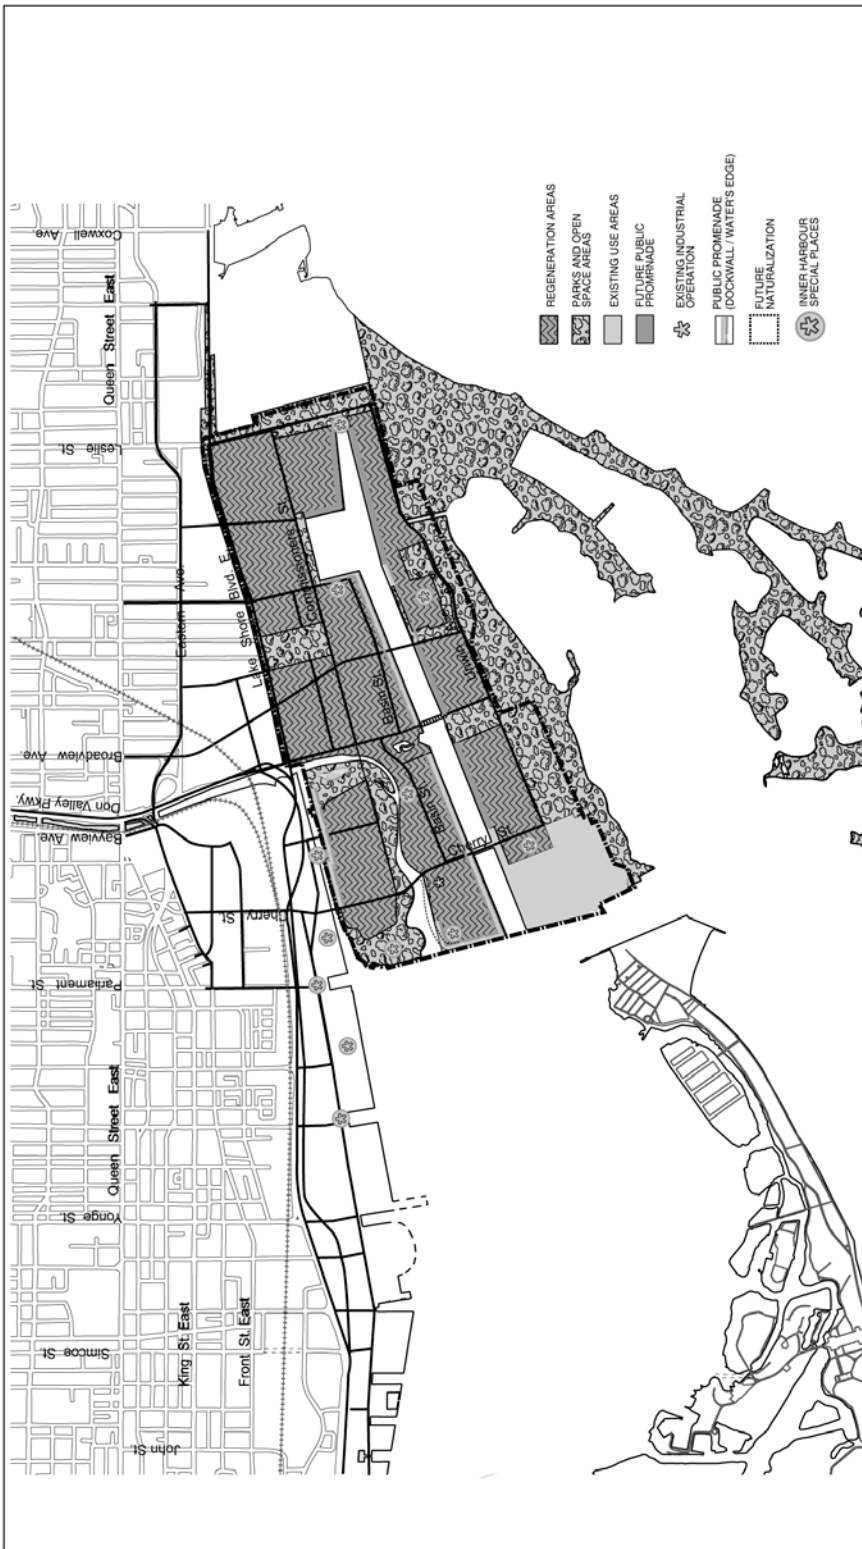 Coxwell Ave.
Queen Street East
Leslie St.
Eastern Ave.
Lake Shore Blvd. E.
Commissioners St.
Broadview Ave.
Don Valley Pkwy.
Bayview Ave.
Basin St.
Unwin
Basin St.
Cherry St.
Cherry St.
Parliament St.
Queen Street East
Yonge St.
King St. East
Front St. East
Simcoe St.
John St.
REGENERATION AREAS
PARKS AND OPEN
SPACE AREAS
EXISTING USE AREAS
FUTURE PUBLIC
PROMRNADE
EXISTING INDUSTRIAL
OPERATION
PUBLIC PROMENADE
(DOCKWALL / WATER'S EDGE)
FUTURE
NATURALIZATION
INNER HARBOUR
SPECIAL PLACES